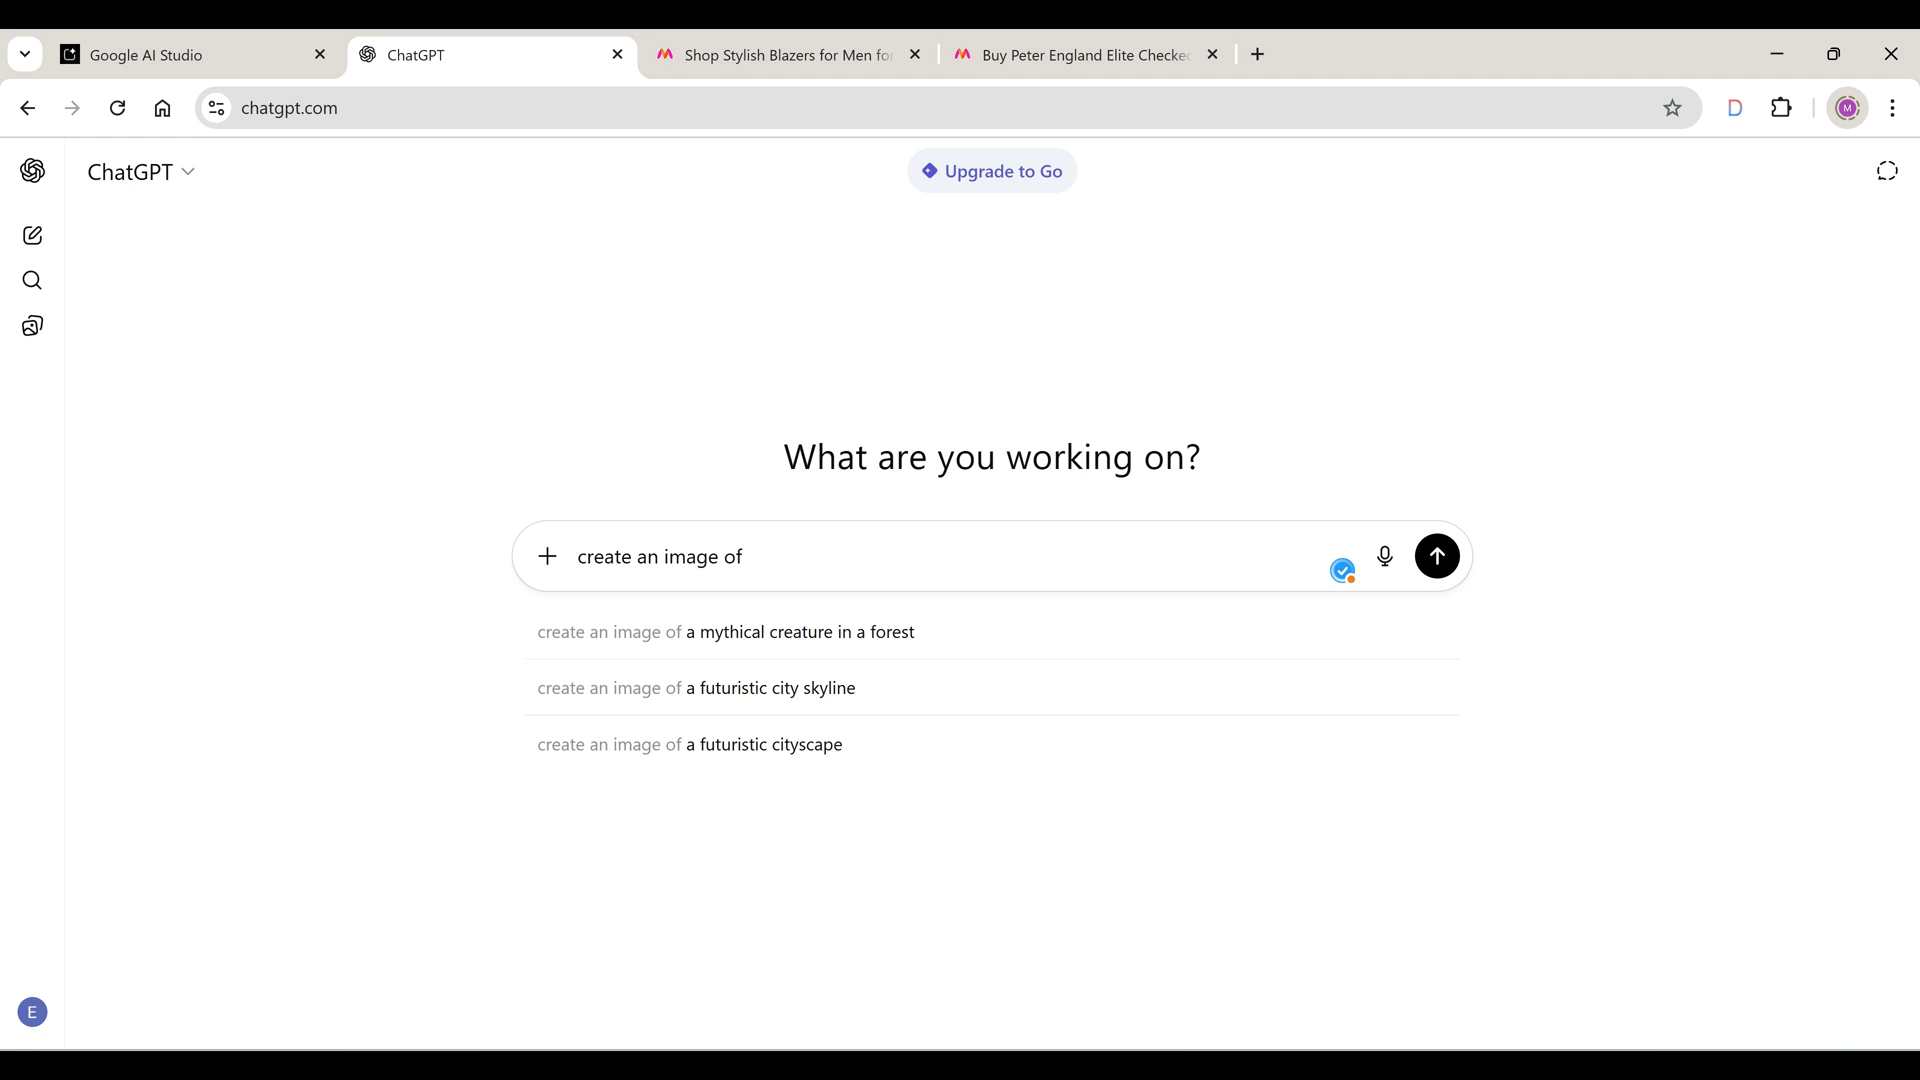 Google AI Studio
ChatGPT
Shop Stylish Blazers for Men for
Buy Peter England Elite Checked
chatgpt.com
D
M
ChatGPT
Upgrade to Go
What are you working on?
create an image of
create an image of a mythical creature in a forest
create an image of a futuristic city skyline
create an image of a futuristic cityscape
E